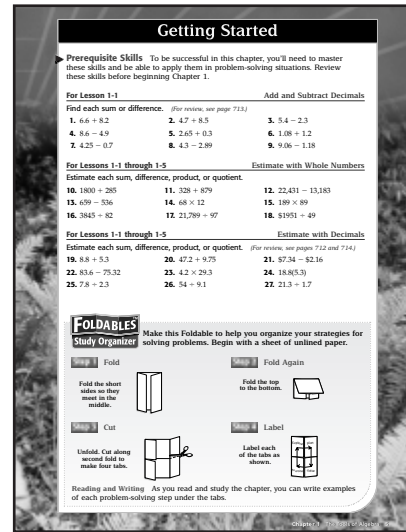 Getting Started
Prerequisite Skills To be successful in this chapter, you'll need to master
these skills and be able to apply them in problem-solving situations. Review
these skills before beginning Chapter 1.
For Lesson 1-1 Add and Subtract Decimals
Find each sum or difference. (For review, see page 713.)
1. 6.6 + 8.2 2. 4.7 + 8.5 3. 5.4 − 2.3
4. 8.6 − 4.9 5. 2.65 + 0.3 6. 1.08 + 1.2
7. 4.25 − 0.7 8. 4.3 − 2.89 9. 9.06 − 1.18
For Lessons 1-1 through 1-5 Estimate with Whole Numbers
Estimate each sum, difference, product, or quotient.
10. 1800 + 285 11. 328 + 879 12. 22,431 − 13,183
13. 659 − 536 14. 68 × 12 15. 189 × 89
16. 3845 ÷ 82 17. 21,789 ÷ 97 18. $1951 ÷ 49
For Lessons 1-1 through 1-5 Estimate with Decimals
Estimate each sum, difference, product, or quotient. (For review, see pages 712 and 714.)
19. 8.8 + 5.3 20. 47.2 + 9.75 21. $7.34 − $2.16
22. 83.6 − 75.32 23. 4.2 × 29.3 24. 18.8(5.3)
25. 7.8 ÷ 2.3 26. 54 ÷ 9.1 27. 21.3 ÷ 1.7
FOLDABLES
Study Organizer
Make this Foldable to help you organize your strategies for
solving problems. Begin with a sheet of unlined paper.
Step 1 Fold
Fold the short
sides so they
meet in the
middle.
Step 2 Fold Again
Fold the top
to the bottom.
Step 3 Cut
Unfold. Cut along
second fold to
make four tabs.
Step 4 Label
Label each
of the tabs as
shown.
Reading and Writing As you read and study the chapter, you can write examples
of each problem-solving step under the tabs.
Chapter 1 The Tools of Algebra